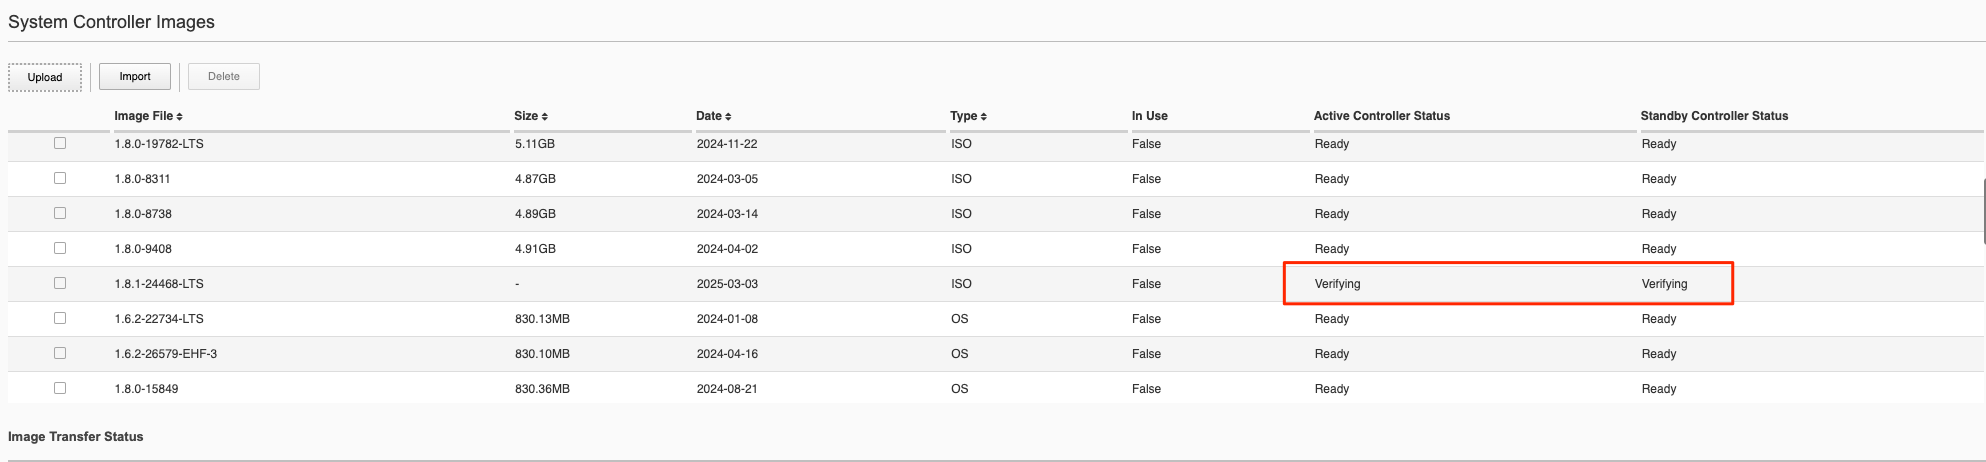 System Controller Images
Upload Import Delete
Image File Size Date Type In Use Active Controller Status Standby Controller Status
1.8.0-19782-LTS 5.11GB 2024-11-22 ISO False Ready Ready
1.8.0-8311 4.87GB 2024-03-05 ISO False Ready Ready
1.8.0-8738 4.89GB 2024-03-14 ISO False Ready Ready
1.8.0-9408 4.91GB 2024-04-02 ISO False Ready Ready
1.8.1-24468-LTS - 2025-03-03 ISO False Verifying Verifying
1.6.2-22734-LTS 830.13MB 2024-01-08 OS False Ready Ready
1.6.2-26579-EHF-3 830.10MB 2024-04-16 OS False Ready Ready
1.8.0-15849 830.36MB 2024-08-21 OS False Ready Ready
Image Transfer Status